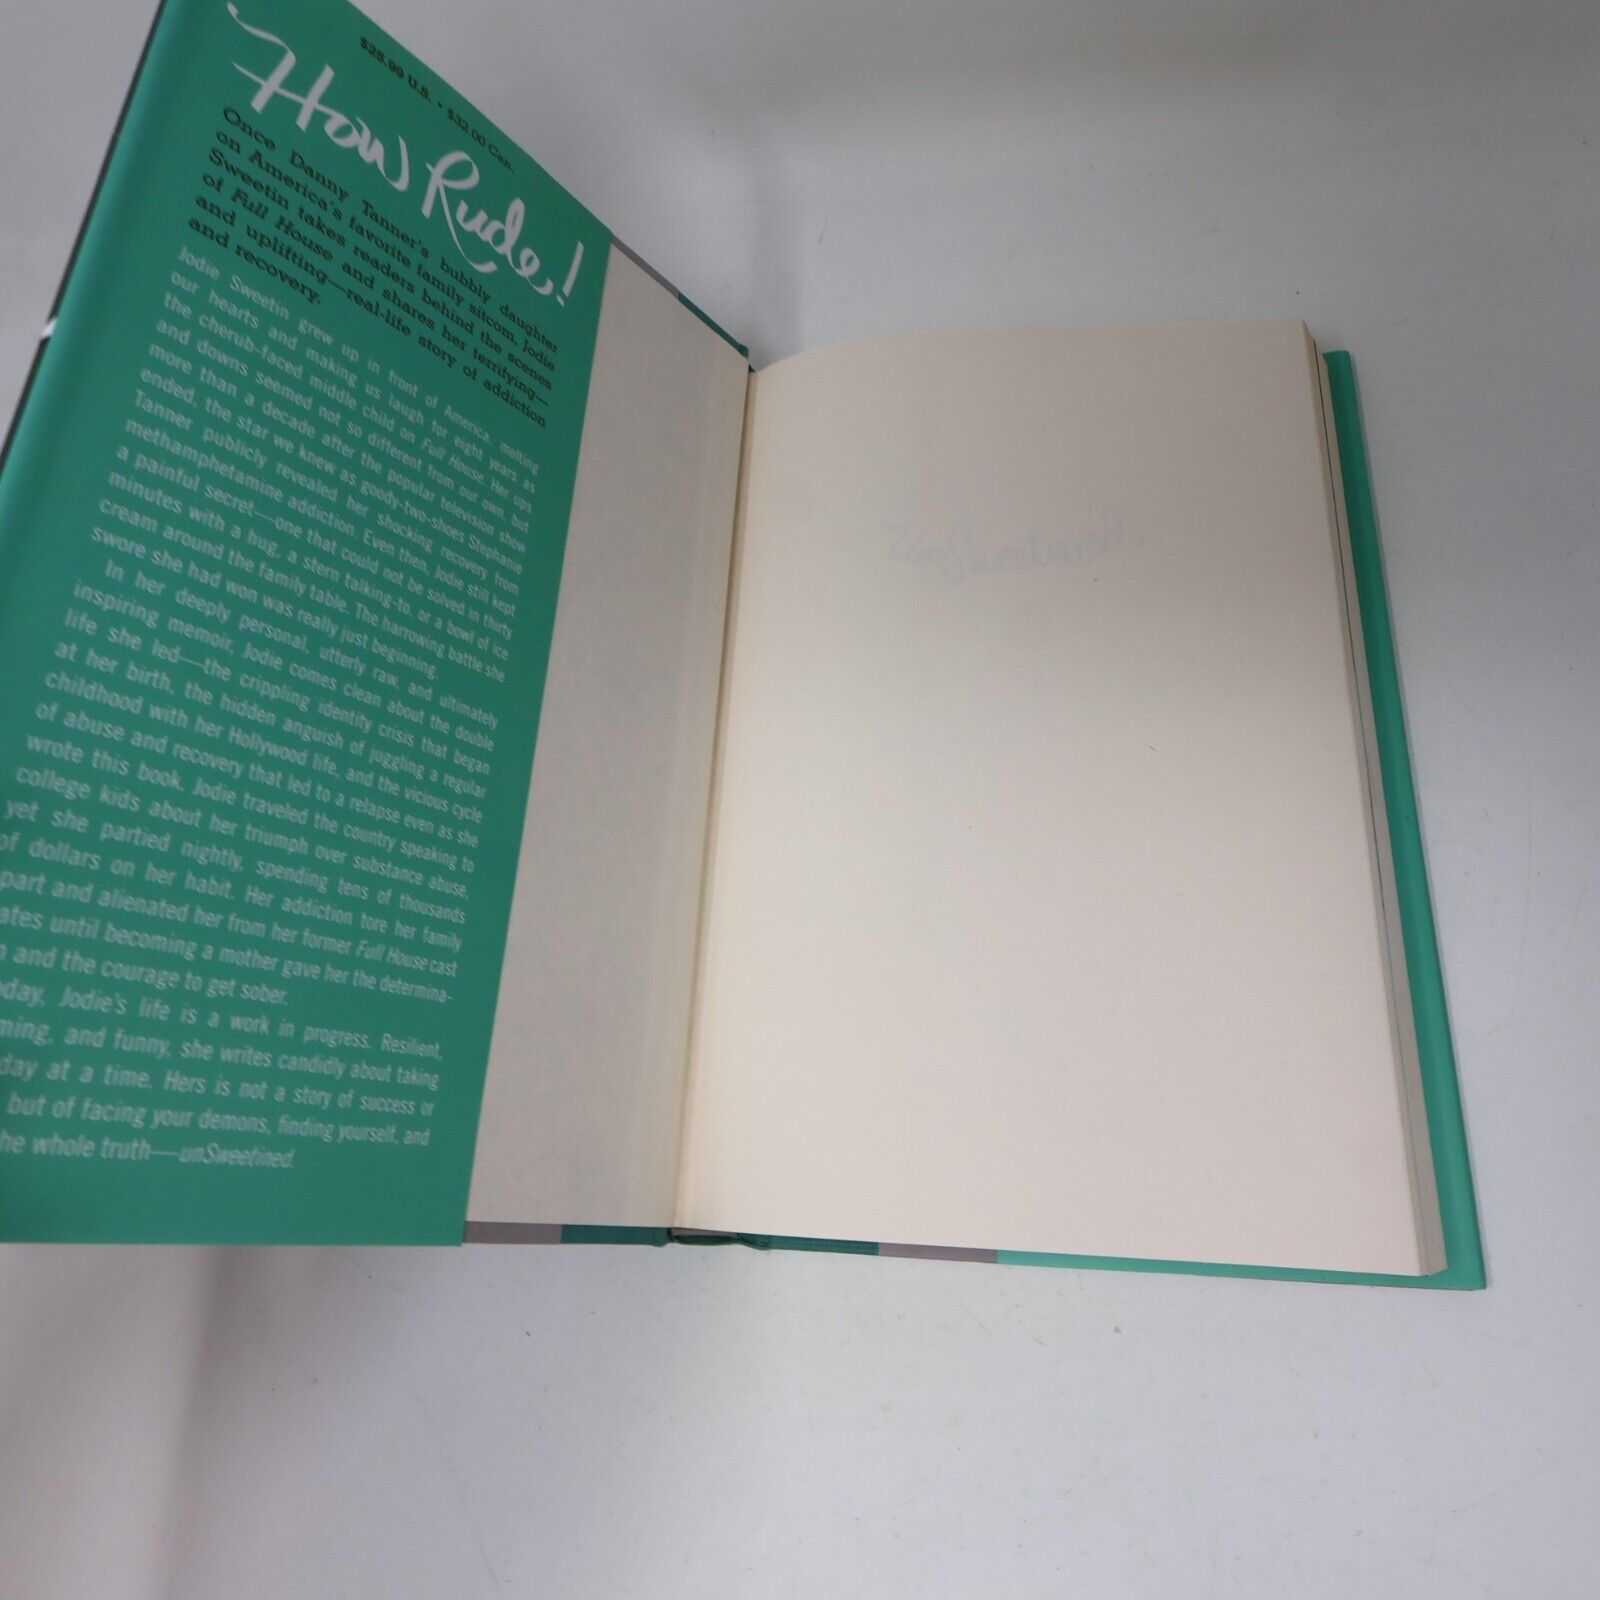 $25.99 U.S. • $32.00 Can.
How Rude!
Once Danny Tanner's bubbly daughter
on America's favorite family sitcom, Jodie
Sweetin takes readers behind the scenes
of Full House and shares her terrifying—
and uplifting—real-life story of addiction
and recovery.
Jodie Sweetin grew up in front of America, melting
our hearts and making us laugh for eight years as
the cherub-faced middle child on Full House. Her ups
and downs seemed not so different from our own, but
more than a decade after the popular television show
ended, the star we knew as goody-two-shoes Stephanie
Tanner publicly revealed her shocking recovery from
methamphetamine addiction. Even then, Jodie still kept
a painful secret—one that could not be solved in thirty
minutes with a hug, a stern talking-to, or a bowl of ice
cream around the family table. The harrowing battle she
swore she had won was really just beginning.
In her deeply personal, utterly raw, and ultimately
inspiring memoir, Jodie comes clean about the double
life she led—the crippling identity crisis that began
at her birth, the hidden anguish of juggling a regular
childhood with her Hollywood life, and the vicious cycle
of abuse and recovery that led to a relapse even as she
wrote this book. Jodie traveled the country speaking to
college kids about her triumph over substance abuse,
yet she partied nightly, spending tens of thousands
of dollars on her habit. Her addiction tore her family
part and alienated her from her former Full House cast
ates until becoming a mother gave her the determina-
n and the courage to get sober.
oday, Jodie's life is a work in progress. Resilient,
ming, and funny, she writes candidly about taking
day at a time. Hers is not a story of success or
but of facing your demons, finding yourself, and
he whole truth—unSweetined.